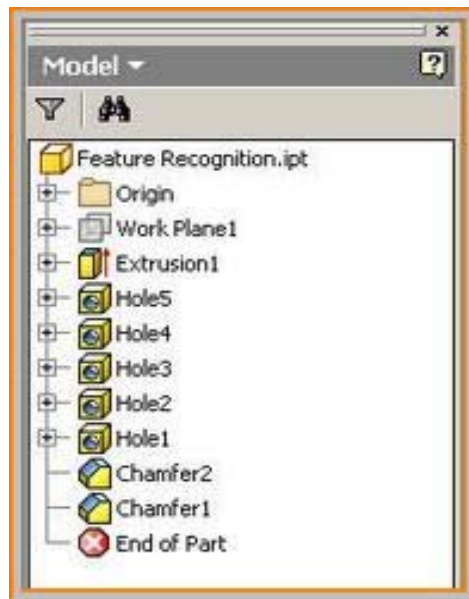 Model
Feature Recognition.ipt
Origin
Work Plane1
Extrusion1
Hole5
Hole4
Hole3
Hole2
Hole1
Chamfer2
Chamfer1
End of Part